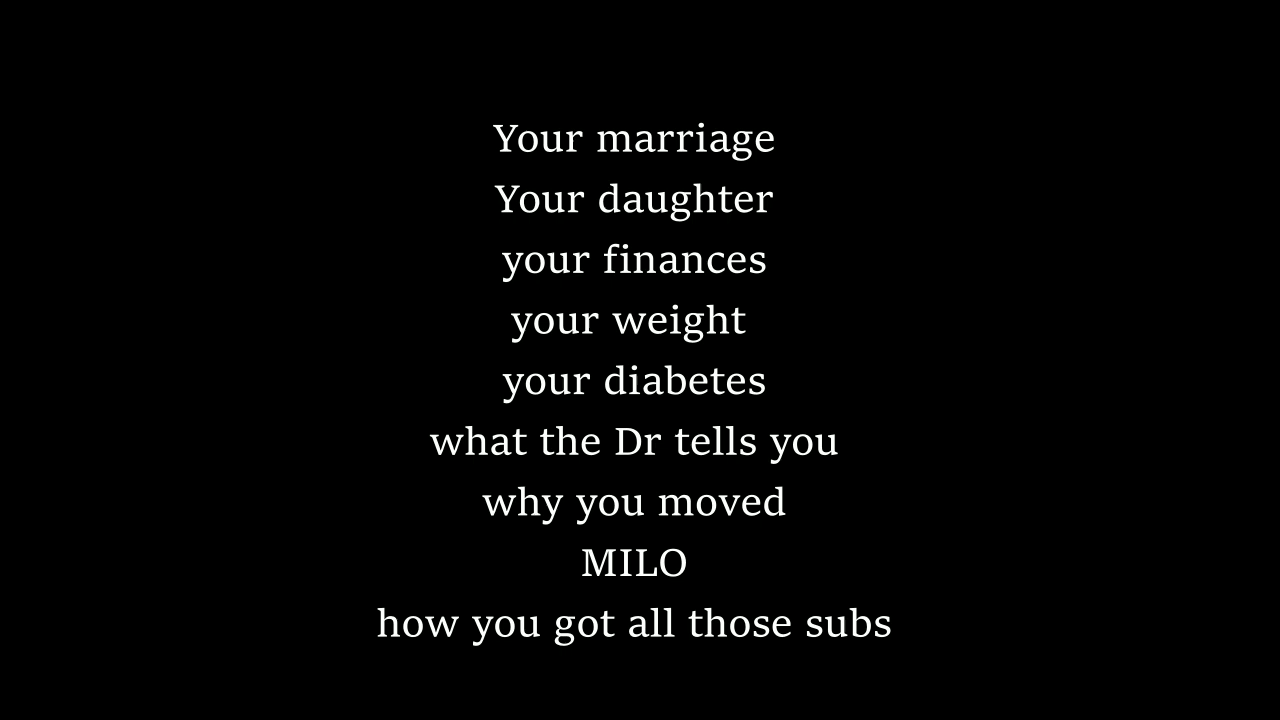 Your marriage
Your daughter
your finances
your weight
your diabetes
what the Dr tells you
why you moved
MILO
how you got all those subs